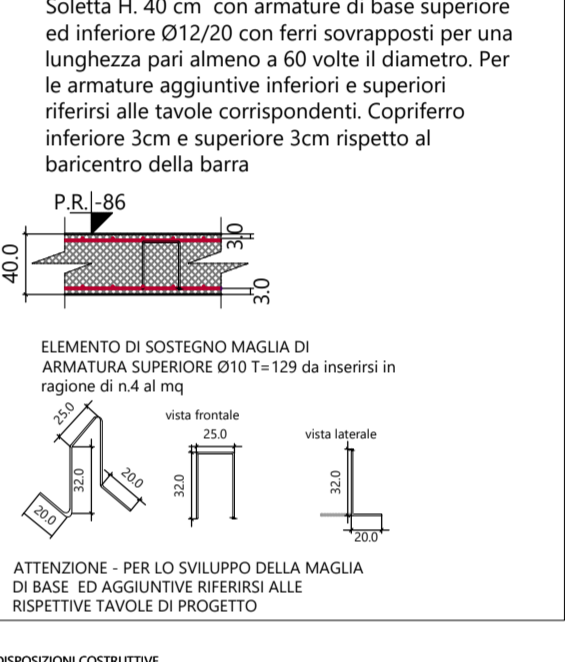 Soletta H. 40 cm con armature di base superiore
ed inferiore Ø12/20 con ferri sovrapposti per una
lunghezza pari almeno a 60 volte il diametro. Per
le armature aggiuntive inferiori e superiori
riferirsi alle tavole corrispondenti. Copriferro
inferiore 3cm e superiore 3cm rispetto al
baricentro della barra
P.R. -86
40.0
3.0
3.0
ELEMENTO DI SOSTEGNO MAGLIA DI
ARMATURA SUPERIORE Ø10 T=129 da inserirsi in
ragione di n.4 al mq
25.0
32.0
20.0
20.0
vista frontale
25.0
32.0
vista laterale
32.0
20.0
ATTENZIONE - PER LO SVILUPPO DELLA MAGLIA
DI BASE ED AGGIUNTIVE RIFERIRSI ALLE
RISPETTIVE TAVOLE DI PROGETTO
DISPOSIZIONI COSTRUTTIVE